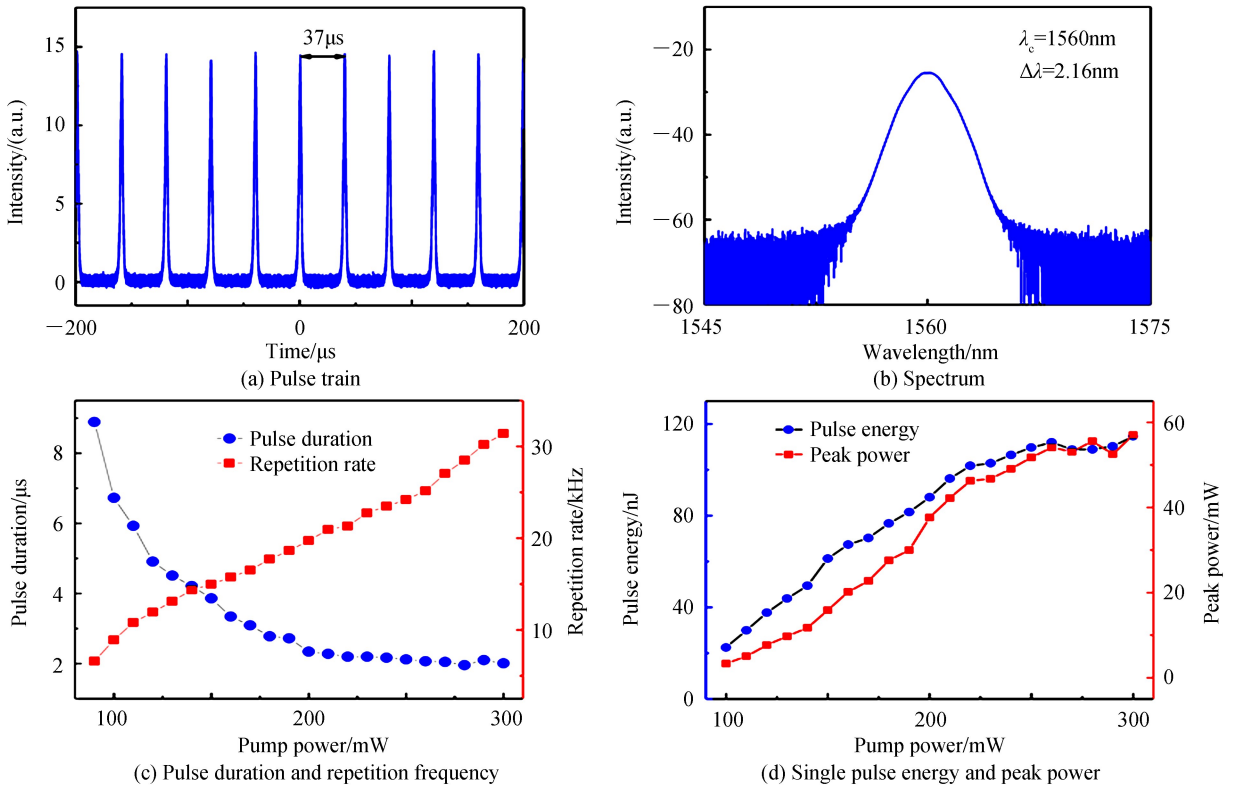 15
10
5
0
Intensity/(a.u.)
37μs
−200
0
200
Time/μs
(a) Pulse train
−20
−40
−60
−80
Intensity/(a.u.)
λc=1560nm
Δλ=2.16nm
1545
1560
1575
Wavelength/nm
(b) Spectrum
8
6
4
2
Pulse duration/μs
Pulse duration
Repetition rate
30
20
10
Repetition rate/kHz
100
200
300
Pump power/mW
(c) Pulse duration and repetition frequency
120
80
40
0
Pulse energy/nJ
Pulse energy
Peak power
60
40
20
0
Peak power/mW
100
200
300
Pump power/mW
(d) Single pulse energy and peak power